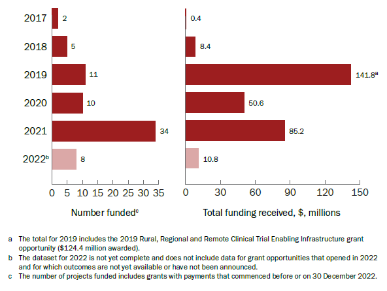 2017 2 0.4
2018 5 8.4
2019 11 141.8a
2020 10 50.6
2021 34 85.2
2022b 8 10.8
0 5 10 15 20 25 30 35 0 30 60 90 120 150
Number fundedc Total funding received, $, millions
a The total for 2019 includes the 2019 Rural, Regional and Remote Clinical Trial Enabling Infrastructure grant
opportunity ($124.4 million awarded).
b The dataset for 2022 is not yet complete and does not include data for grant opportunities that opened in 2022
and for which outcomes are not yet available or have not been announced.
c The number of projects funded includes grants with payments that commenced before or on 30 December 2022.